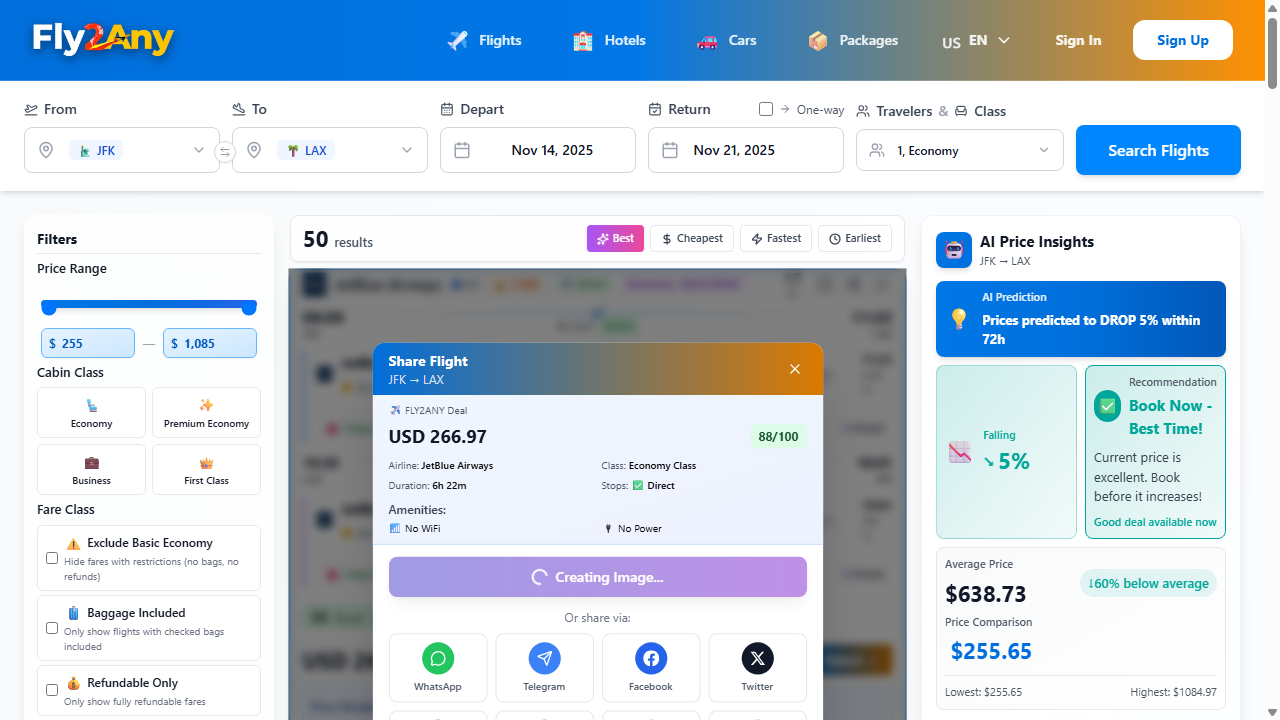 Fly2Any
Flights
Hotels
Cars
Packages
US EN
Sign In
Sign Up
From
To
Depart
Return
One-way
Travelers & Class
JFK
LAX
Nov 14, 2025
Nov 21, 2025
1, Economy
Search Flights
Filters
Price Range
$ 255 — $ 1,085
Cabin Class
Economy
Premium Economy
Business
First Class
Fare Class
Exclude Basic Economy
Hide fares with restrictions (no bags, no
refunds)
Baggage Included
Only show flights with checked bags
included
Refundable Only
Only show fully refundable fares
50 results
Best
Cheapest
Fastest
Earliest
Share Flight
JFK → LAX
FLY2ANY Deal
USD 266.97
88/100
Airline: JetBlue Airways
Class: Economy Class
Duration: 6h 22m
Stops: ✅ Direct
Amenities:
No WiFi
No Power
Creating Image...
Or share via:
WhatsApp
Telegram
Facebook
Twitter
AI Price Insights
JFK → LAX
AI Prediction
Prices predicted to DROP 5% within
72h
Falling
↘ 5%
Recommendation
Book Now -
Best Time!
Current price is
excellent. Book
before it increases!
Good deal available now
Average Price
$638.73
↓60% below average
Price Comparison
$255.65
Lowest: $255.65
Highest: $1084.97